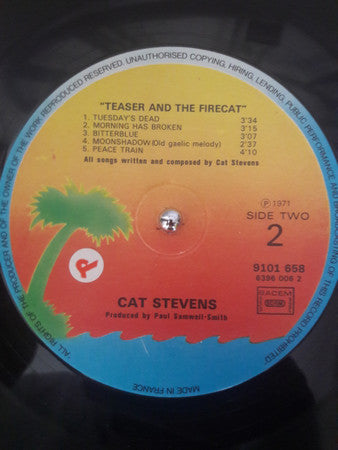 ALL RIGHTS OF THE PRODUCER AND OF THE OWNER OF THE WORK REPRODUCED RESERVED. UNAUTHORISED COPYING, HIRING, LENDING, PUBLIC PERFORMANCE AND BROADCASTING OF THIS RECORD PROHIBITED
"TEASER AND THE FIRECAT"
1. TUESDAY'S DEAD 3'34
2. MORNING HAS BROKEN 3'15
3. BITTERBLUE 3'07
4. MOONSHADOW (Old gaelic melody) 2'37
5. PEACE TRAIN 4'10
All songs written and composed by Cat Stevens
℗ 1971
SIDE TWO
2
9101 658
6396 006 2
SACEM
CAT STEVENS
Produced by Paul Samwell-Smith
MADE IN FRANCE